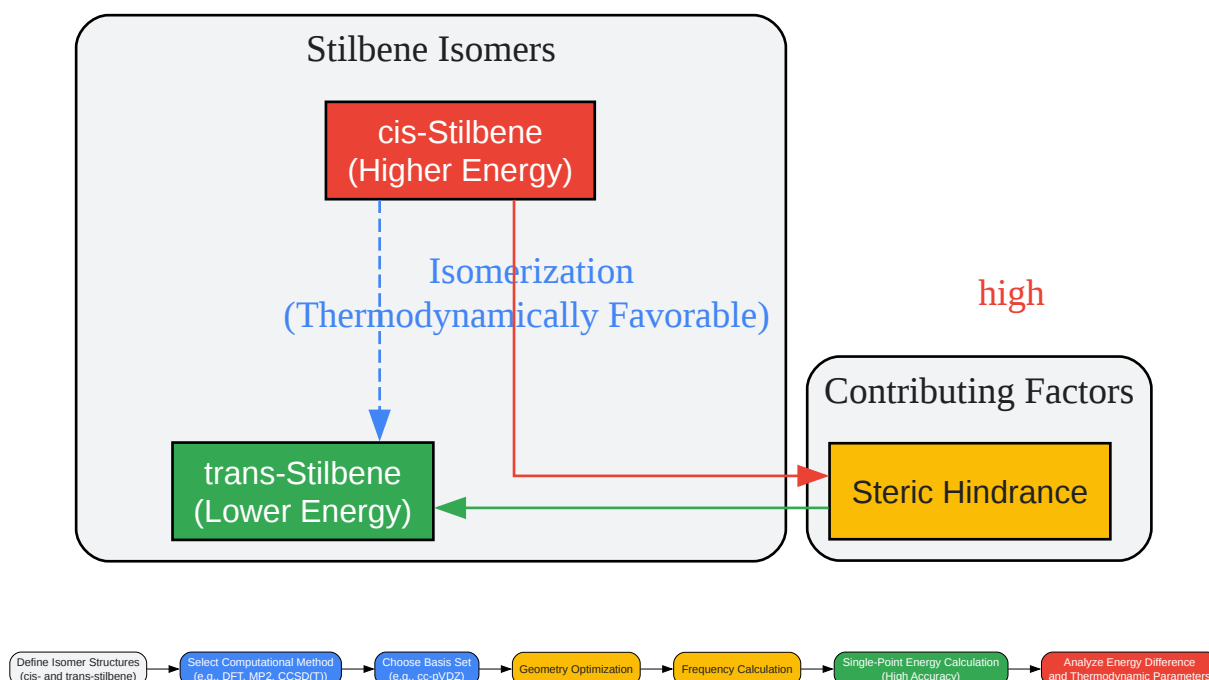 Stilbene Isomers
cis-Stilbene
(Higher Energy)
Isomerization
(Thermodynamically Favorable)
high
Contributing Factors
trans-Stilbene
(Lower Energy)
Steric Hindrance
Define Isomer Structures
(cis- and trans-stilbene)
Select Computational Method
(e.g., DFT, MP2, CCSD(T))
Choose Basis Set
(e.g., cc-pVDZ)
Geometry Optimization
Frequency Calculation
Single-Point Energy Calculation
(High Accuracy)
Analyze Energy Difference
and Thermodynamic Parameters